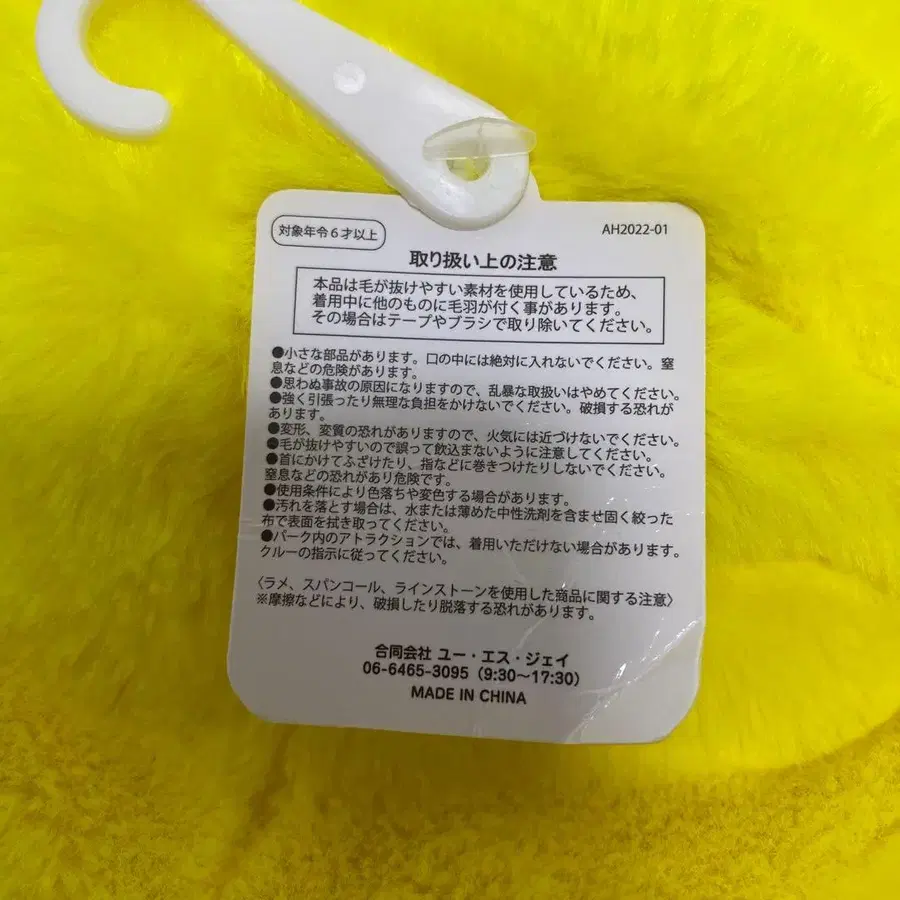 対象年令6才以上
AH2022-01
取り扱い上の注意
本品は毛が抜けやすい素材を使用しているため、
着用中に他のものに毛羽が付く事があります。
その場合はテープやブラシで取り除いてください。
●小さな部品があります。口の中には絶対に入れないでください。窒
息などの危険があります。
●思わぬ事故の原因になりますので、乱暴な取扱いはやめてください。
●強く引張ったり無理な負担をかけないでください。破損する恐れが
あります。
●変形、変質の恐れがありますので、火気には近づけないでください。
●毛が抜けやすいので誤って飲込まないように注意してください。
●首にかけてふざけたり、指などに巻きつけたりしないでください。
窒息などの恐れがあり危険です。
●使用条件により色落ちや変色する場合があります。
●汚れを落とす場合は、水または薄めた中性洗剤を含ませ固く絞った
布で表面を拭き取ってください。
●パーク内のアトラクションでは、着用いただけない場合があります。
クルーの指示に従ってください。
〈ラメ、スパンコール、ラインストーンを使用した商品に関する注意〉
※摩擦などにより、破損したり脱落する恐れがあります。
合同会社 ユー・エス・ジェイ
06-6465-3095（9:30～17:30）
MADE IN CHINA